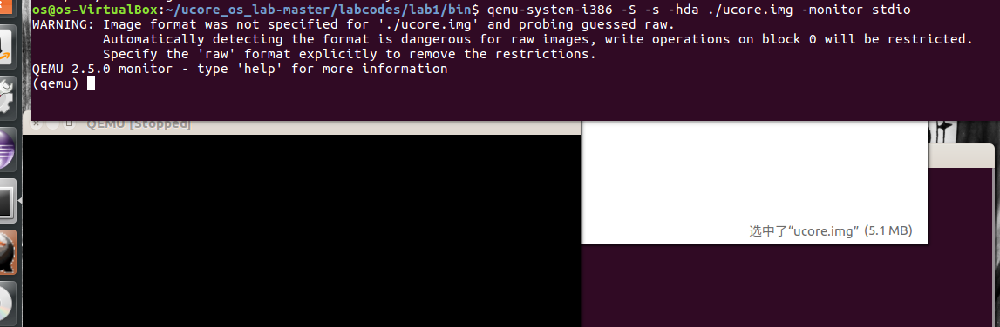 os@os-VirtualBox:~/ucore_os_lab-master/labcodes/lab1/bin$ qemu-system-i386 -S -s -hda ./ucore.img -monitor stdio
WARNING: Image format was not specified for './ucore.img' and probing guessed raw.
Automatically detecting the format is dangerous for raw images, write operations on block 0 will be restricted.
Specify the 'raw' format explicitly to remove the restrictions.
QEMU 2.5.0 monitor - type 'help' for more information
(qemu)
QEMU [Stopped]
选中了“ucore.img” (5.1 MB)